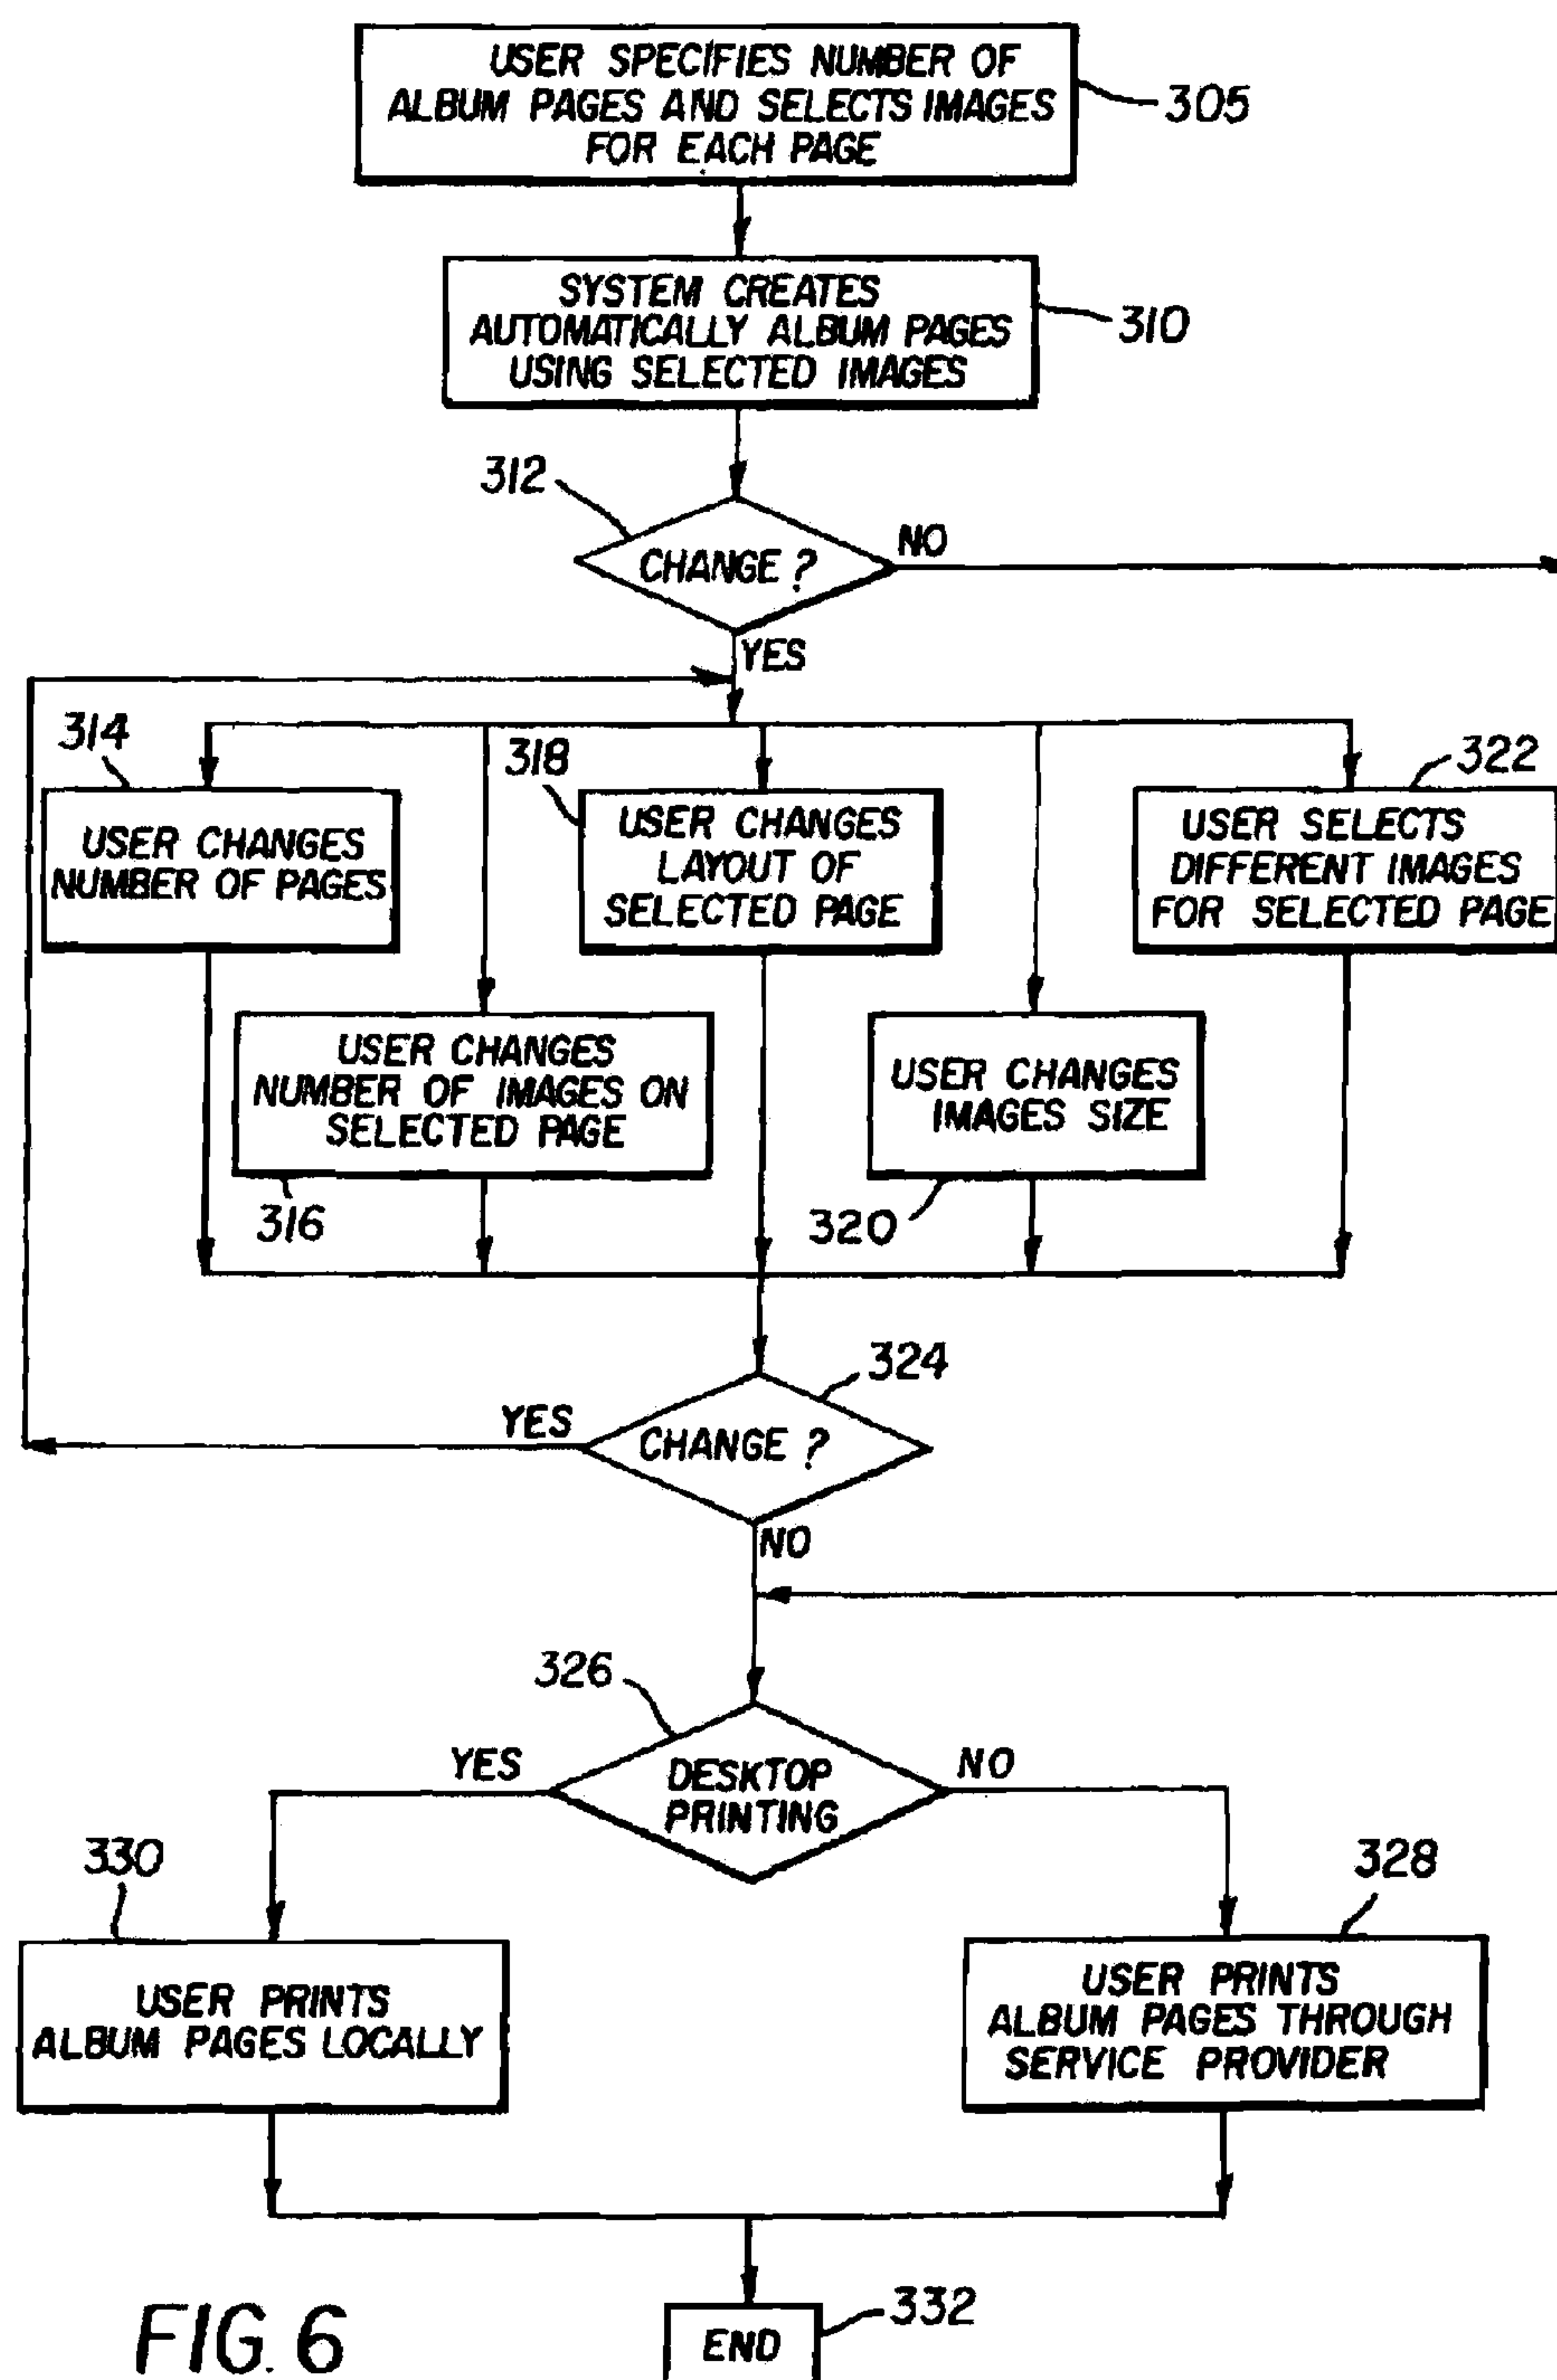 USER SPECIFIES NUMBER OF
ALBUM PAGES AND SELECTS IMAGES
FOR EACH PAGE
305
SYSTEM CREATES
AUTOMATICALLY ALBUM PAGES
USING SELECTED IMAGES
310
312
CHANGE ?
NO
YES
314
USER CHANGES
NUMBER OF PAGES
318
USER CHANGES
LAYOUT OF
SELECTED PAGE
322
USER SELECTS
DIFFERENT IMAGES
FOR SELECTED PAGE
USER CHANGES
NUMBER OF IMAGES ON
SELECTED PAGE
316
USER CHANGES
IMAGES SIZE
320
324
YES
CHANGE ?
NO
326
YES
DESKTOP
PRINTING
NO
330
USER PRINTS
ALBUM PAGES LOCALLY
328
USER PRINTS
ALBUM PAGES THROUGH
SERVICE PROVIDER
332
END
FIG. 6